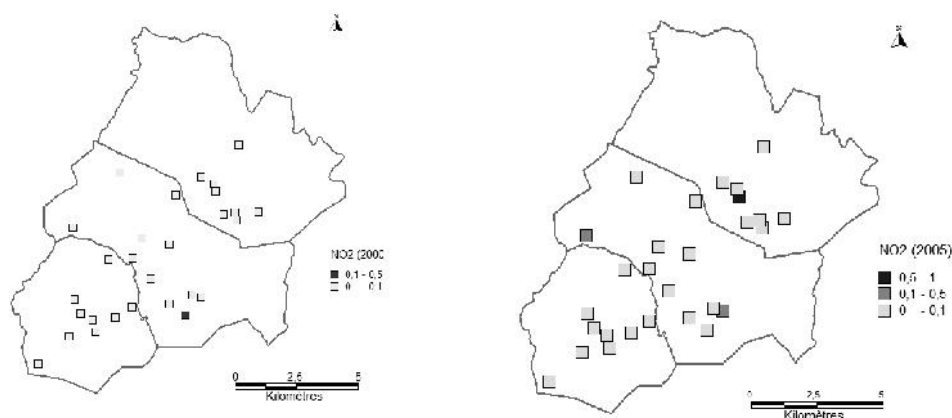 N
NO2 (2000
0,1 - 0,5
0 - 0,1
0 2,5 5
Kilomètres
N
NO2 (2005)
0,5 - 1
0,1 - 0,5
0 - 0,1
0 2,5 5
Kilomètres